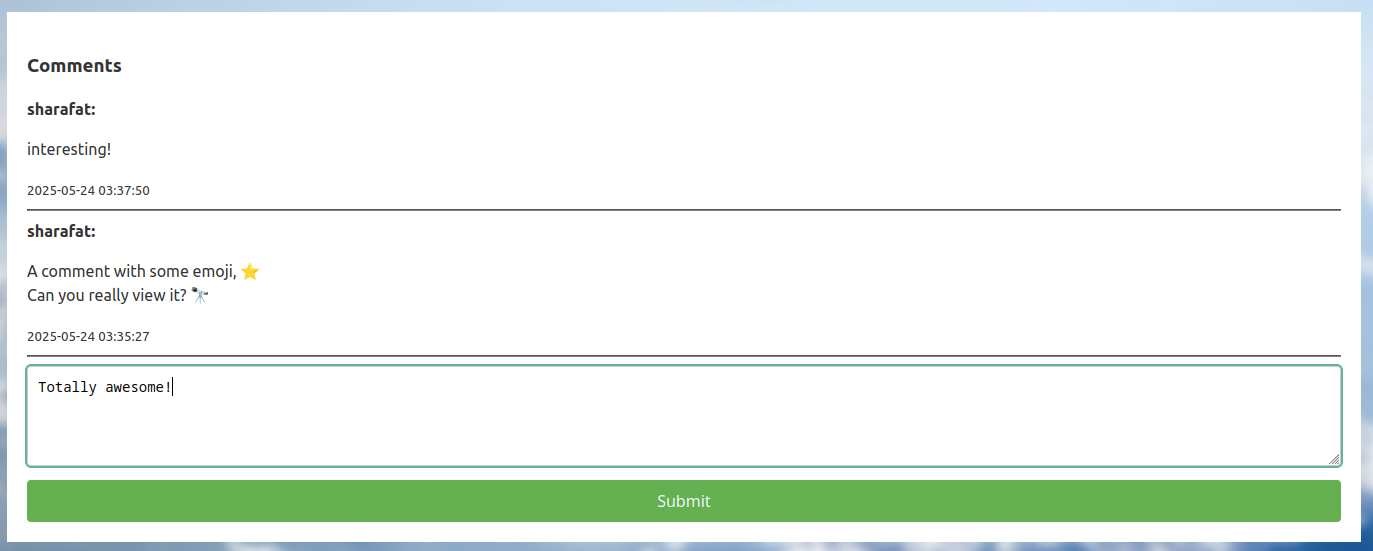 Comments
sharafat:
interesting!
2025-05-24 03:37:50
sharafat:
A comment with some emoji, ⭐
Can you really view it? 🔭
2025-05-24 03:35:27
Totally awesome!
Submit